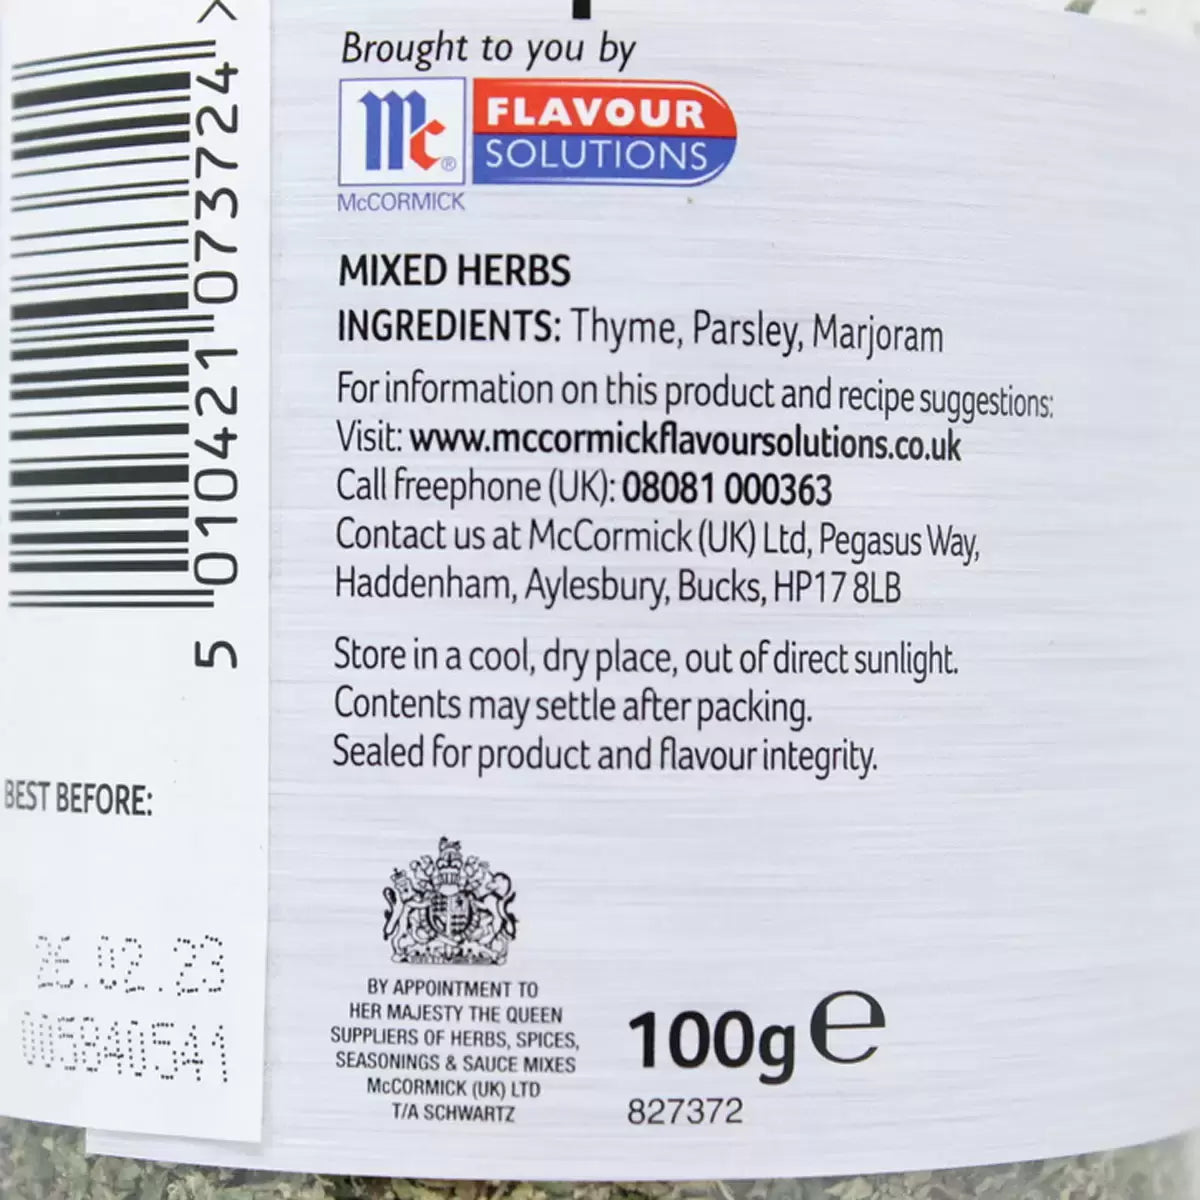 Brought to you by
Mc®
FLAVOUR
SOLUTIONS
McCORMICK
MIXED HERBS
INGREDIENTS: Thyme, Parsley, Marjoram
For information on this product and recipe suggestions:
Visit: www.mccormickflavoursolutions.co.uk
Call freephone (UK): 08081 000363
Contact us at McCormick (UK) Ltd, Pegasus Way,
Haddenham, Aylesbury, Bucks, HP17 8LB
Store in a cool, dry place, out of direct sunlight.
Contents may settle after packing.
Sealed for product and flavour integrity.
BY APPOINTMENT TO
HER MAJESTY THE QUEEN
SUPPLIERS OF HERBS, SPICES,
SEASONINGS & SAUCE MIXES
McCORMICK (UK) LTD
T/A SCHWARTZ
100g ℮
827372
5 010421 073724 >
BEST BEFORE:
26.02.23
005840541